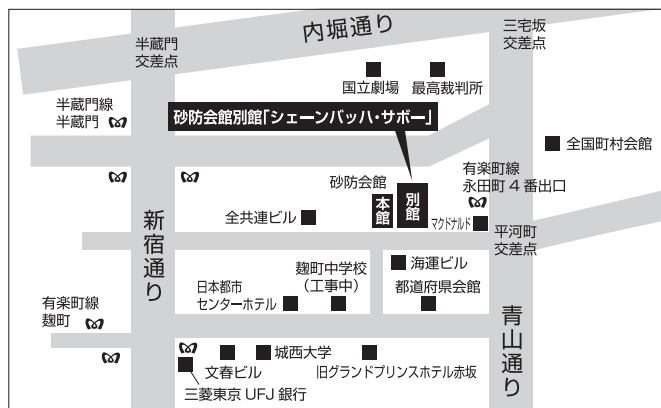 内堀通り
三宅坂
交差点
半蔵門
交差点
国立劇場
最高裁判所
半蔵門線
半蔵門
砂防会館別館｢シェーンバッハ・サボー｣
全国町村会館
有楽町線
永田町4番出口
砂防会館
本館
別館
マクドナルド
全共連ビル
平河町
交差点
新宿通り
海運ビル
麹町中学校
（工事中）
日本都市
センターホテル
都道府県会館
有楽町線
麹町
青山通り
城西大学
文春ビル
旧グランドプリンスホテル赤坂
三菱東京UFJ銀行